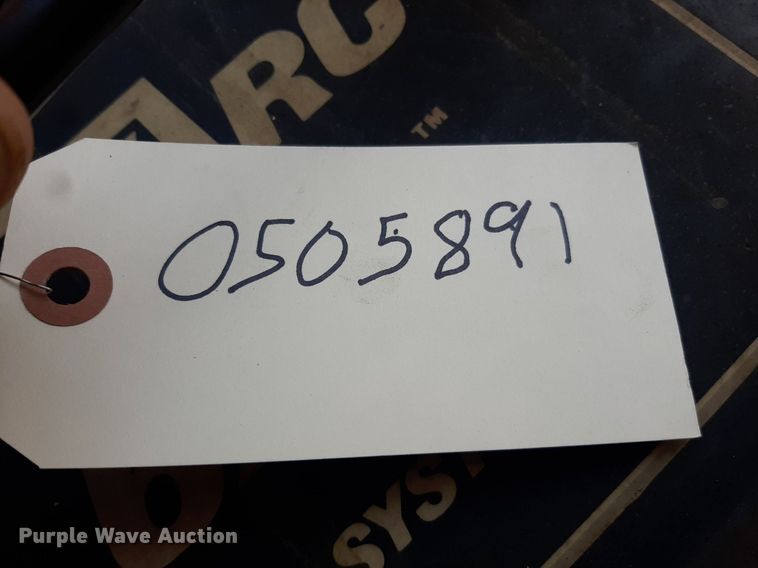 ARC
™
0505891
SYS
Purple Wave Auction